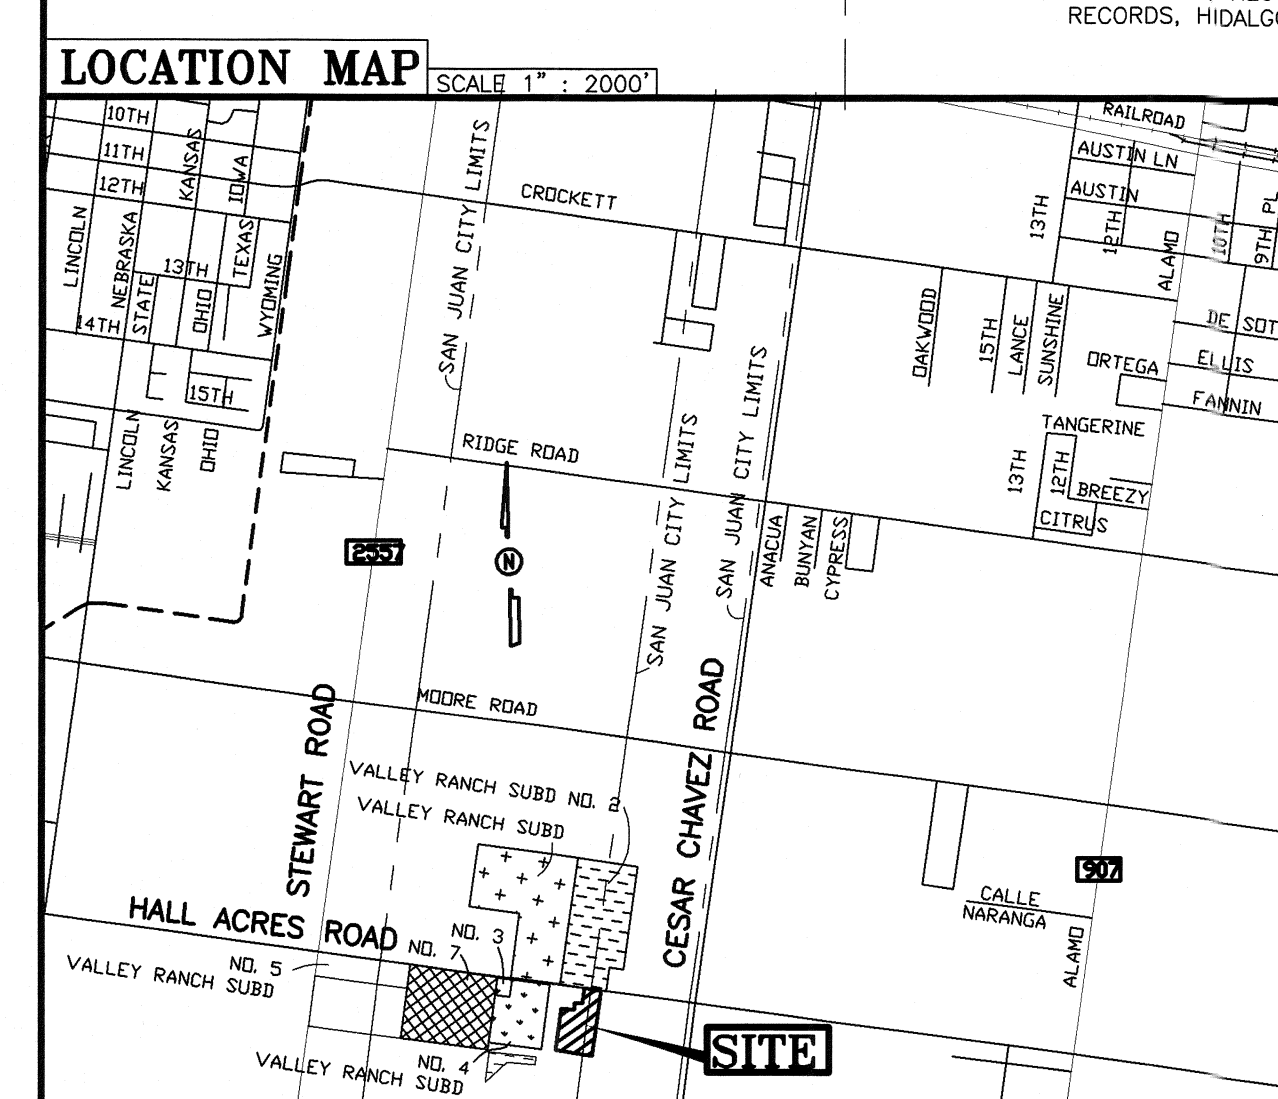 RECORDS, HIDALGO
LOCATION MAP
SCALE 1" : 2000'
10TH
11TH
12TH
KANSAS
IOWA
LINCOLN
NEBRASKA
13TH
STATE
OHIO
TEXAS
WYOMING
14TH
15TH
LINCOLN
KANSAS
OHIO
SAN JUAN CITY LIMITS
CROCKETT
RAILROAD
AUSTIN LN
AUSTIN
13TH
12TH
ALAMO
10TH
9TH PL
OAKWOOD
15TH
LANCE
SUNSHINE
DE SOT
ELLIS
FANNIN
ORTEGA
TANGERINE
13TH
12TH
BREEZY
CITRUS
RIDGE ROAD
SAN JUAN CITY LIMITS
SAN JUAN CITY LIMITS
ANACUA
BUNYAN
CYPRESS
2557
N
MOORE ROAD
STEWART ROAD
CESAR CHAVEZ ROAD
VALLEY RANCH SUBD NO. 2
VALLEY RANCH SUBD
907
CALLE
NARANGA
ALAMO
HALL ACRES ROAD
NO. 3
NO. 7
NO. 5
VALLEY RANCH SUBD
NO. 4
VALLEY RANCH SUBD
SITE